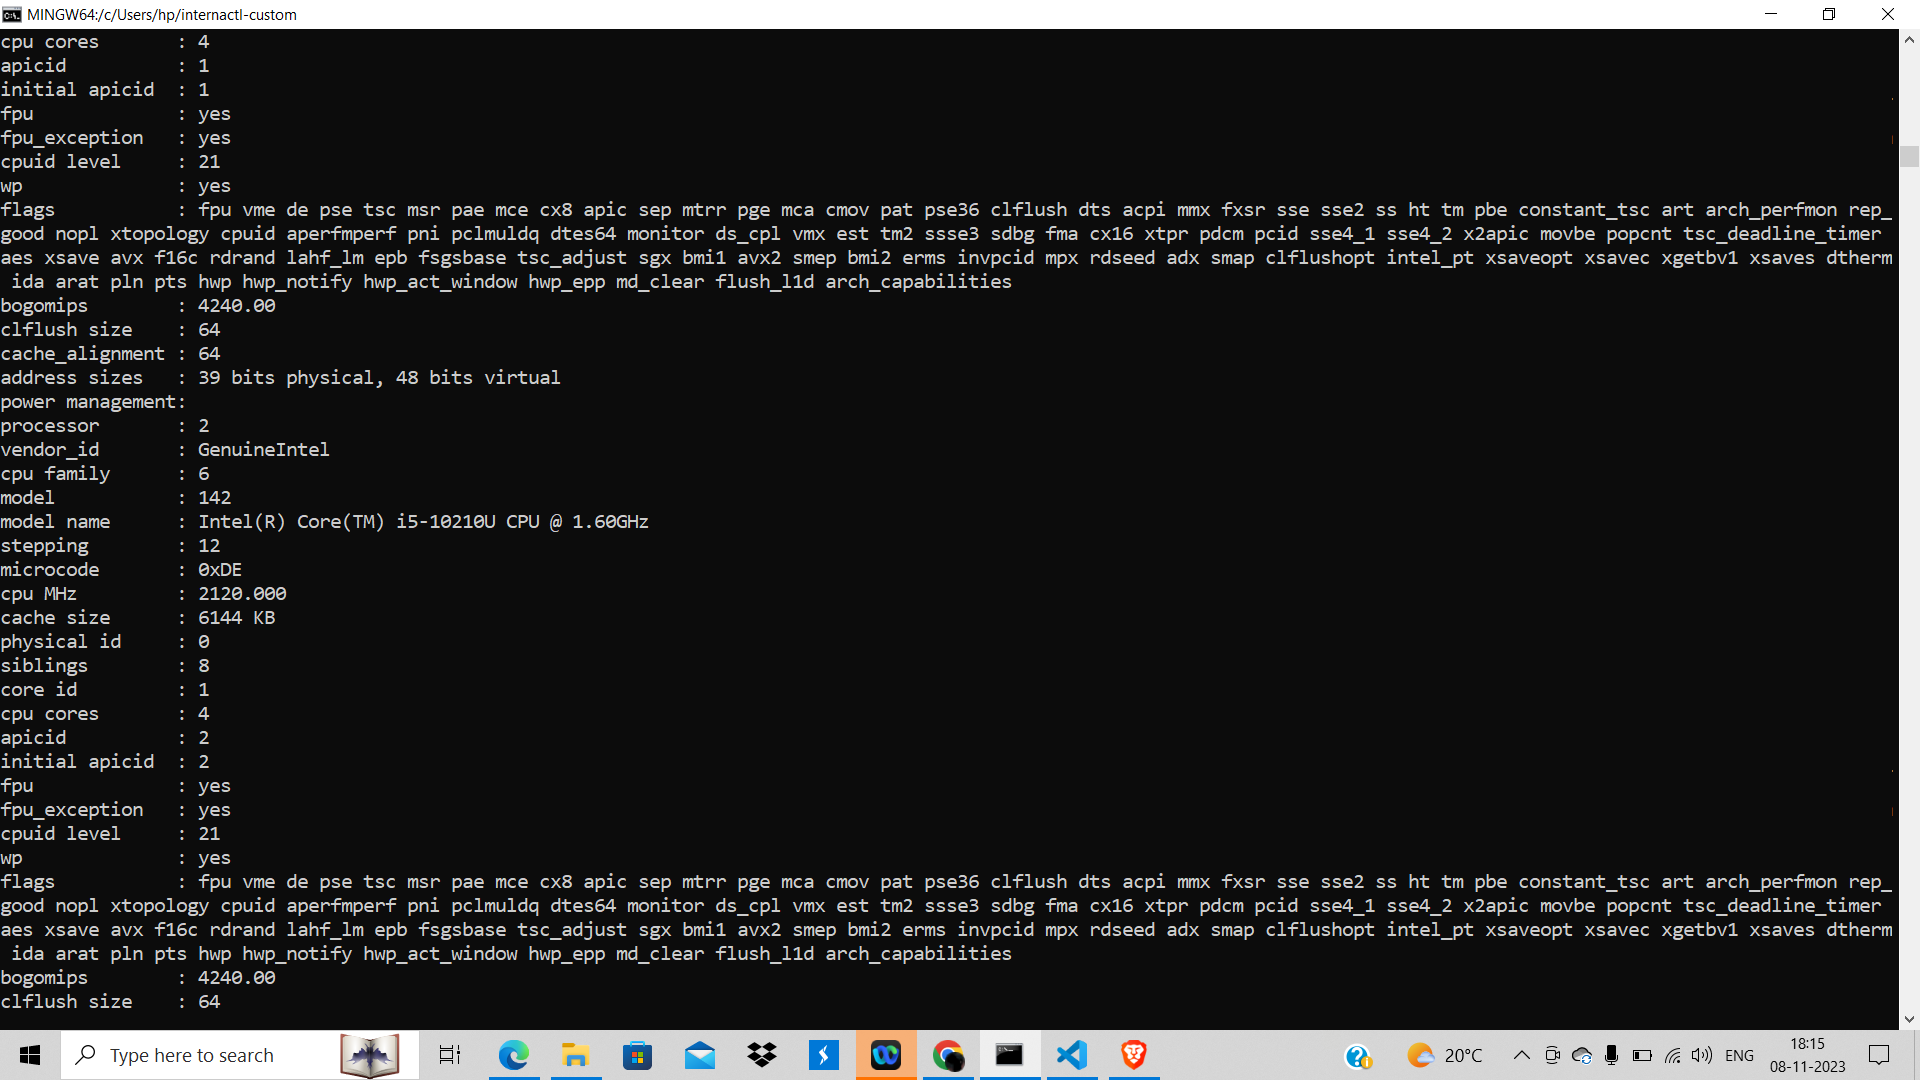 MINGW64:/c/Users/hp/internactl-custom
cpu cores       : 4
apicid          : 1
initial apicid  : 1
fpu             : yes
fpu_exception   : yes
cpuid level     : 21
wp              : yes
flags           : fpu vme de pse tsc msr pae mce cx8 apic sep mtrr pge mca cmov pat pse36 clflush dts acpi mmx fxsr sse sse2 ss ht tm pbe constant_tsc art arch_perfmon rep_
good nopl xtopology cpuid aperfmperf pni pclmuldq dtes64 monitor ds_cpl vmx est tm2 ssse3 sdbg fma cx16 xtpr pdcm pcid sse4_1 sse4_2 x2apic movbe popcnt tsc_deadline_timer
aes xsave avx f16c rdrand lahf_lm epb fsgsbase tsc_adjust sgx bmi1 avx2 smep bmi2 erms invpcid mpx rdseed adx smap clflushopt intel_pt xsaveopt xsavec xgetbv1 xsaves dtherm
 ida arat pln pts hwp hwp_notify hwp_act_window hwp_epp md_clear flush_l1d arch_capabilities
bogomips        : 4240.00
clflush size    : 64
cache_alignment : 64
address sizes   : 39 bits physical, 48 bits virtual
power management:
processor       : 2
vendor_id       : GenuineIntel
cpu family      : 6
model           : 142
model name      : Intel(R) Core(TM) i5-10210U CPU @ 1.60GHz
stepping        : 12
microcode       : 0xDE
cpu MHz         : 2120.000
cache size      : 6144 KB
physical id     : 0
siblings        : 8
core id         : 1
cpu cores       : 4
apicid          : 2
initial apicid  : 2
fpu             : yes
fpu_exception   : yes
cpuid level     : 21
wp              : yes
flags           : fpu vme de pse tsc msr pae mce cx8 apic sep mtrr pge mca cmov pat pse36 clflush dts acpi mmx fxsr sse sse2 ss ht tm pbe constant_tsc art arch_perfmon rep_
good nopl xtopology cpuid aperfmperf pni pclmuldq dtes64 monitor ds_cpl vmx est tm2 ssse3 sdbg fma cx16 xtpr pdcm pcid sse4_1 sse4_2 x2apic movbe popcnt tsc_deadline_timer
aes xsave avx f16c rdrand lahf_lm epb fsgsbase tsc_adjust sgx bmi1 avx2 smep bmi2 erms invpcid mpx rdseed adx smap clflushopt intel_pt xsaveopt xsavec xgetbv1 xsaves dtherm
 ida arat pln pts hwp hwp_notify hwp_act_window hwp_epp md_clear flush_l1d arch_capabilities
bogomips        : 4240.00
clflush size    : 64
Type here to search
20°C
ENG
18:15
08-11-2023